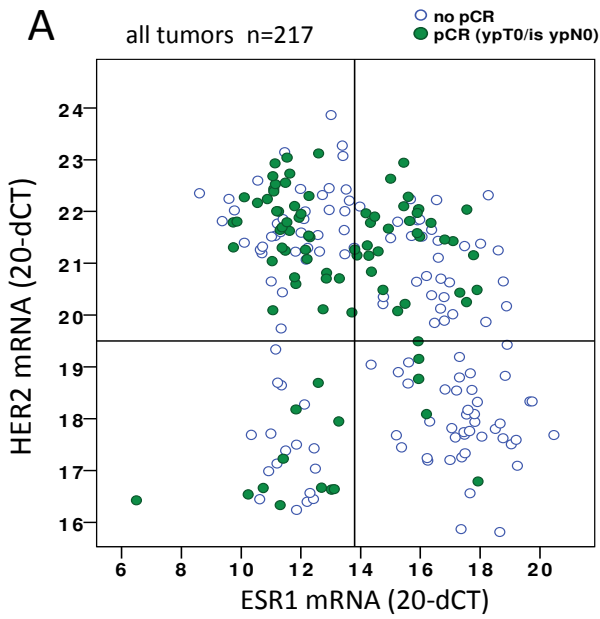 A
all tumors n=217
no pCR
pCR (ypT0/is ypN0)
HER2 mRNA (20-dCT)
24
23
22
21
20
19
18
17
16
6 8 10 12 14 16 18 20
ESR1 mRNA (20-dCT)